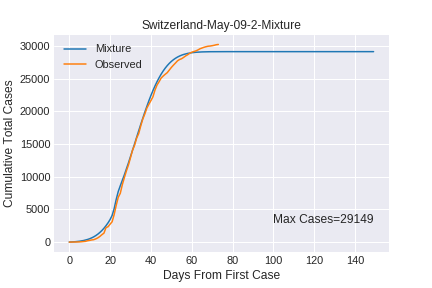 Switzerland-May-09-2-Mixture
Mixture
Observed
30000
25000
20000
15000
10000
5000
0
Cumulative Total Cases
Max Cases=29149
0 20 40 60 80 100 120 140
Days From First Case